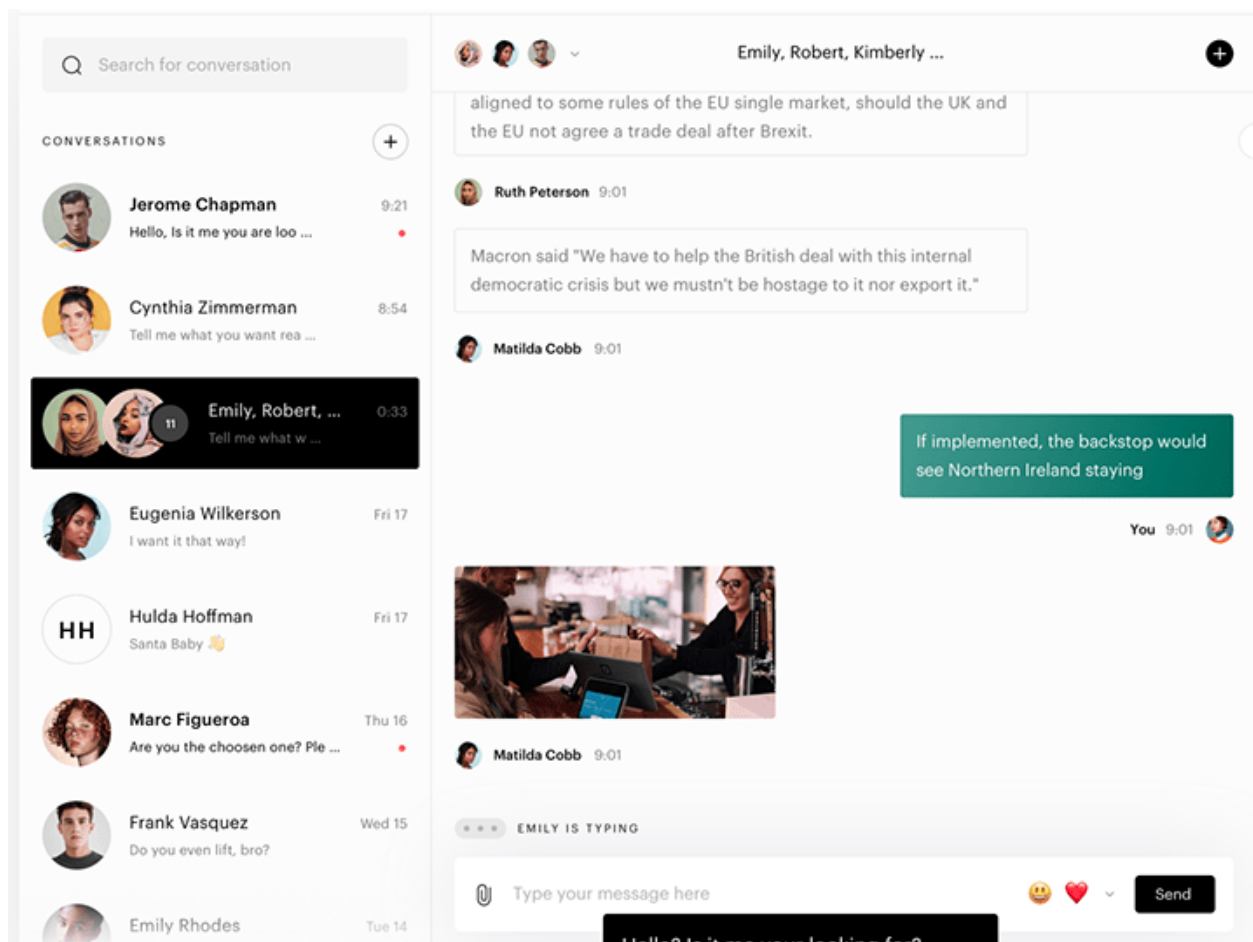 Search for conversation
CONVERSATIONS
Jerome Chapman 9:21
Hello, Is it me you are loo ...
Cynthia Zimmerman 8:54
Tell me what you want rea ...
11 Emily, Robert, ... 0:33
Tell me what w ...
Eugenia Wilkerson Fri 17
I want it that way!
HH Hulda Hoffman Fri 17
Santa Baby 👋
Marc Figueroa Thu 16
Are you the choosen one? Ple ...
Frank Vasquez Wed 15
Do you even lift, bro?
Emily Rhodes Tue 14
Emily, Robert, Kimberly ...
aligned to some rules of the EU single market, should the UK and
the EU not agree a trade deal after Brexit.
Ruth Peterson 9:01
Macron said "We have to help the British deal with this internal
democratic crisis but we mustn't be hostage to it nor export it."
Matilda Cobb 9:01
If implemented, the backstop would
see Northern Ireland staying
You 9:01
Matilda Cobb 9:01
EMILY IS TYPING
Type your message here 😃 ❤️ Send